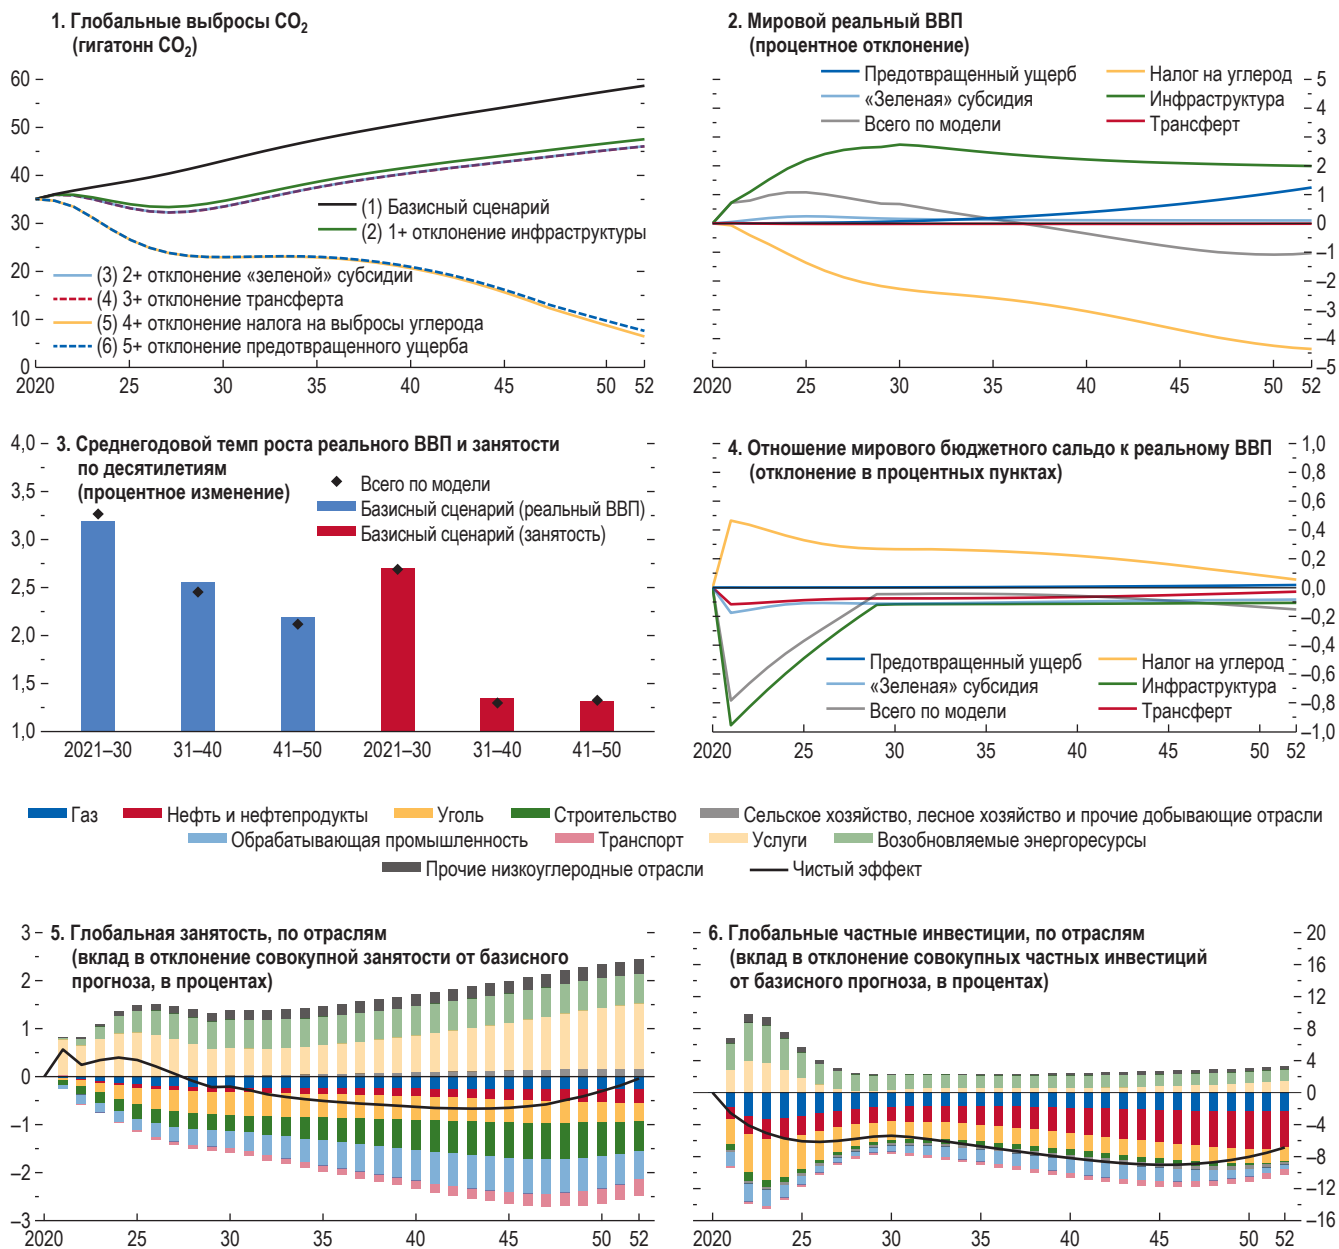 1. Глобальные выбросы CO₂
(гигатонн CO₂)
60
50
40
30
20
10
0
2020 25 30 35 40 45 50 52
(1) Базисный сценарий
(2) 1+ отклонение инфраструктуры
(3) 2+ отклонение «зеленой» субсидии
(4) 3+ отклонение трансферта
(5) 4+ отклонение налога на выбросы углерода
(6) 5+ отклонение предотвращенного ущерба
2. Мировой реальный ВВП
(процентное отклонение)
Предотвращенный ущерб Налог на углерод
«Зеленая» субсидия Инфраструктура
Всего по модели Трансферт
5
4
3
2
1
0
–1
–2
–3
–4
–5
2020 25 30 35 40 45 50 52
3. Среднегодовой темп роста реального ВВП и занятости
по десятилетиям
(процентное изменение)
Всего по модели
Базисный сценарий (реальный ВВП)
Базисный сценарий (занятость)
4,0
3,5
3,0
2,5
2,0
1,5
1,0
2021–30 31–40 41–50 2021–30 31–40 41–50
4. Отношение мирового бюджетного сальдо к реальному ВВП
(отклонение в процентных пунктах)
1,0
0,8
0,6
0,4
0,2
0,0
–0,2
–0,4
–0,6
–0,8
–1,0
Предотвращенный ущерб Налог на углерод
«Зеленая» субсидия Инфраструктура
Всего по модели Трансферт
2020 25 30 35 40 45 50 52
Газ Нефть и нефтепродукты Уголь Строительство Сельское хозяйство, лесное хозяйство и прочие добывающие отрасли
Обрабатывающая промышленность Транспорт Услуги Возобновляемые энергоресурсы
Прочие низкоуглеродные отрасли Чистый эффект
5. Глобальная занятость, по отраслям
(вклад в отклонение совокупной занятости от базисного
прогноза, в процентах)
3
2
1
0
–1
–2
–3
2020 25 30 35 40 45 50 52
6. Глобальные частные инвестиции, по отраслям
(вклад в отклонение совокупных частных инвестиций
от базисного прогноза, в процентах)
20
16
12
8
4
0
–4
–8
–12
–16
2020 25 30 35 40 45 50 52